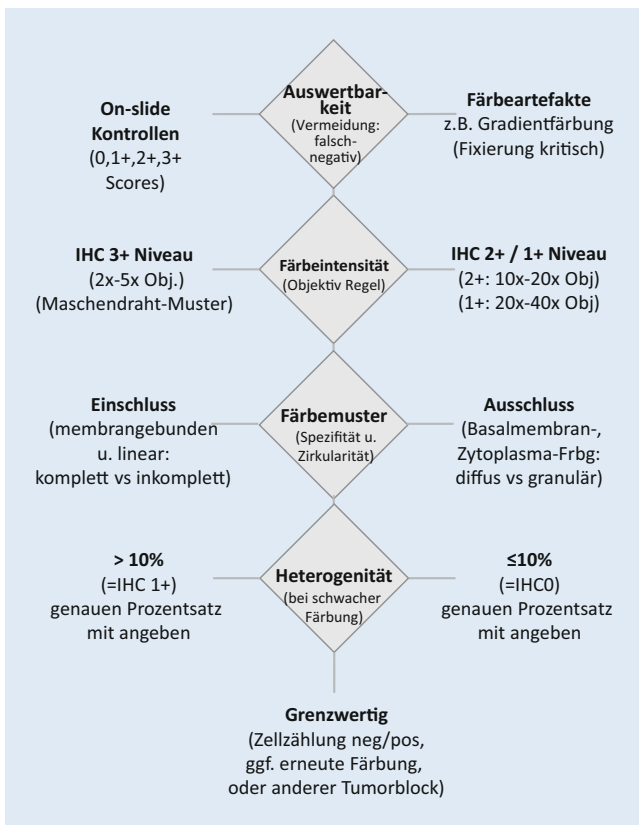 Auswertbar-
keit
(Vermeidung:
falsch-
negativ)
On-slide
Kontrollen
(0,1+,2+,3+
Scores)
Färbeartefakte
z.B. Gradientfärbung
(Fixierung kritisch)
IHC 3+ Niveau
(2x-5x Obj.)
(Maschendraht-Muster)
Färbeintensität
(Objektiv Regel)
IHC 2+ / 1+ Niveau
(2+: 10x-20x Obj)
(1+: 20x-40x Obj)
Einschluss
(membrangebunden
u. linear:
komplett vs inkomplett)
Färbemuster
(Spezifität u.
Zirkularität)
Ausschluss
(Basalmembran-,
Zytoplasma-Frbg:
diffus vs granulär)
> 10%
(=IHC 1+)
genauen Prozentsatz
mit angeben
Heterogenität
(bei schwacher
Färbung)
≤10%
(=IHC0)
genauen Prozentsatz
mit angeben
Grenzwertig
(Zellzählung neg/pos,
ggf. erneute Färbung,
oder anderer Tumorblock)